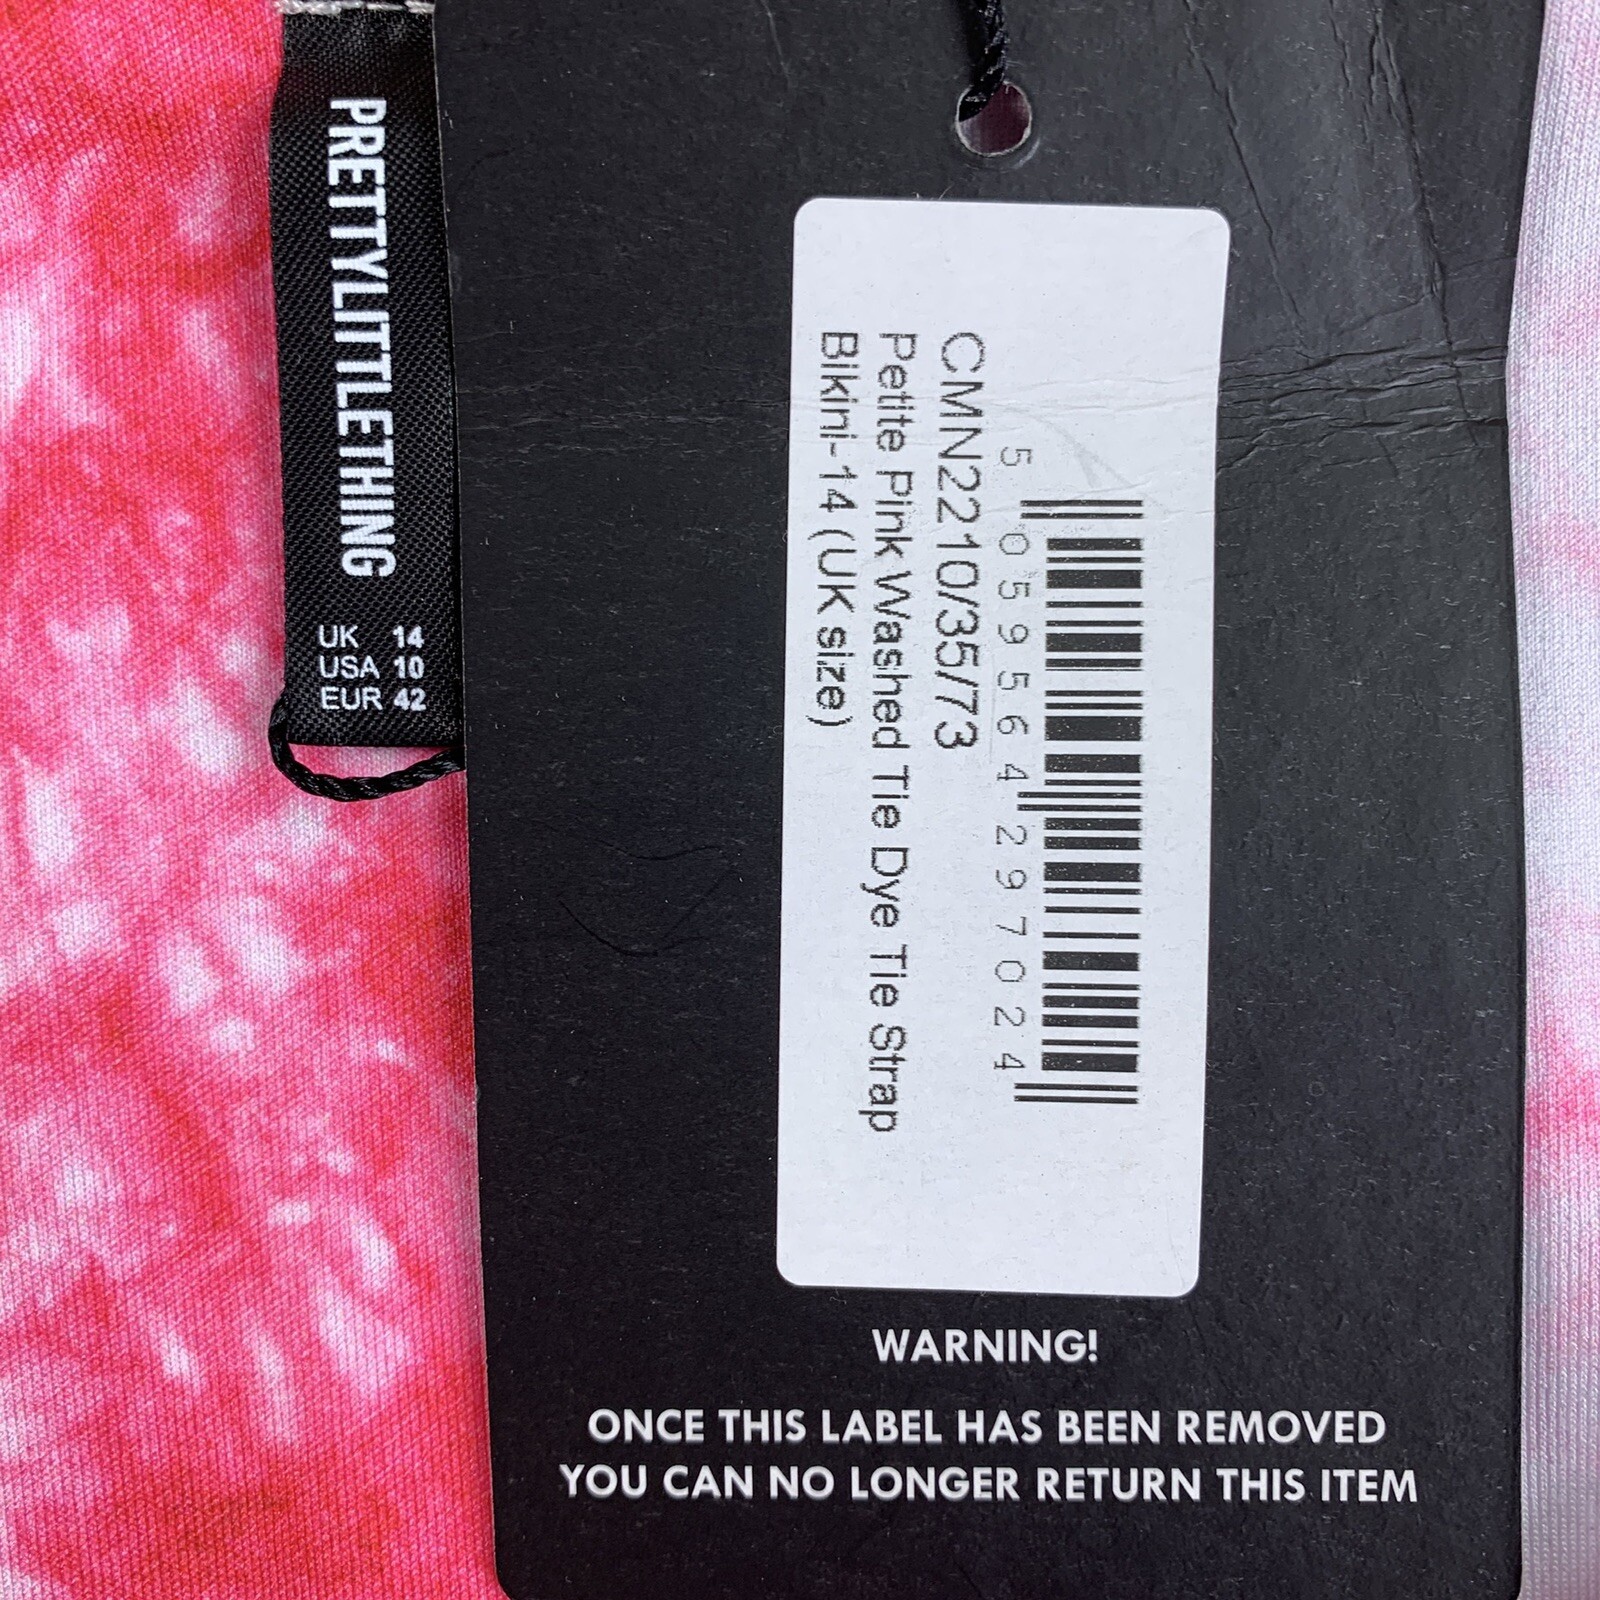 PRETTYLITTLETHING
UK 14
USA 10
EUR 42
5 059564 297024
CMN2210/35/73
Petite Pink Washed Tie Dye Tie Strap
Bikini-14 (UK size)
WARNING!
ONCE THIS LABEL HAS BEEN REMOVED
YOU CAN NO LONGER RETURN THIS ITEM